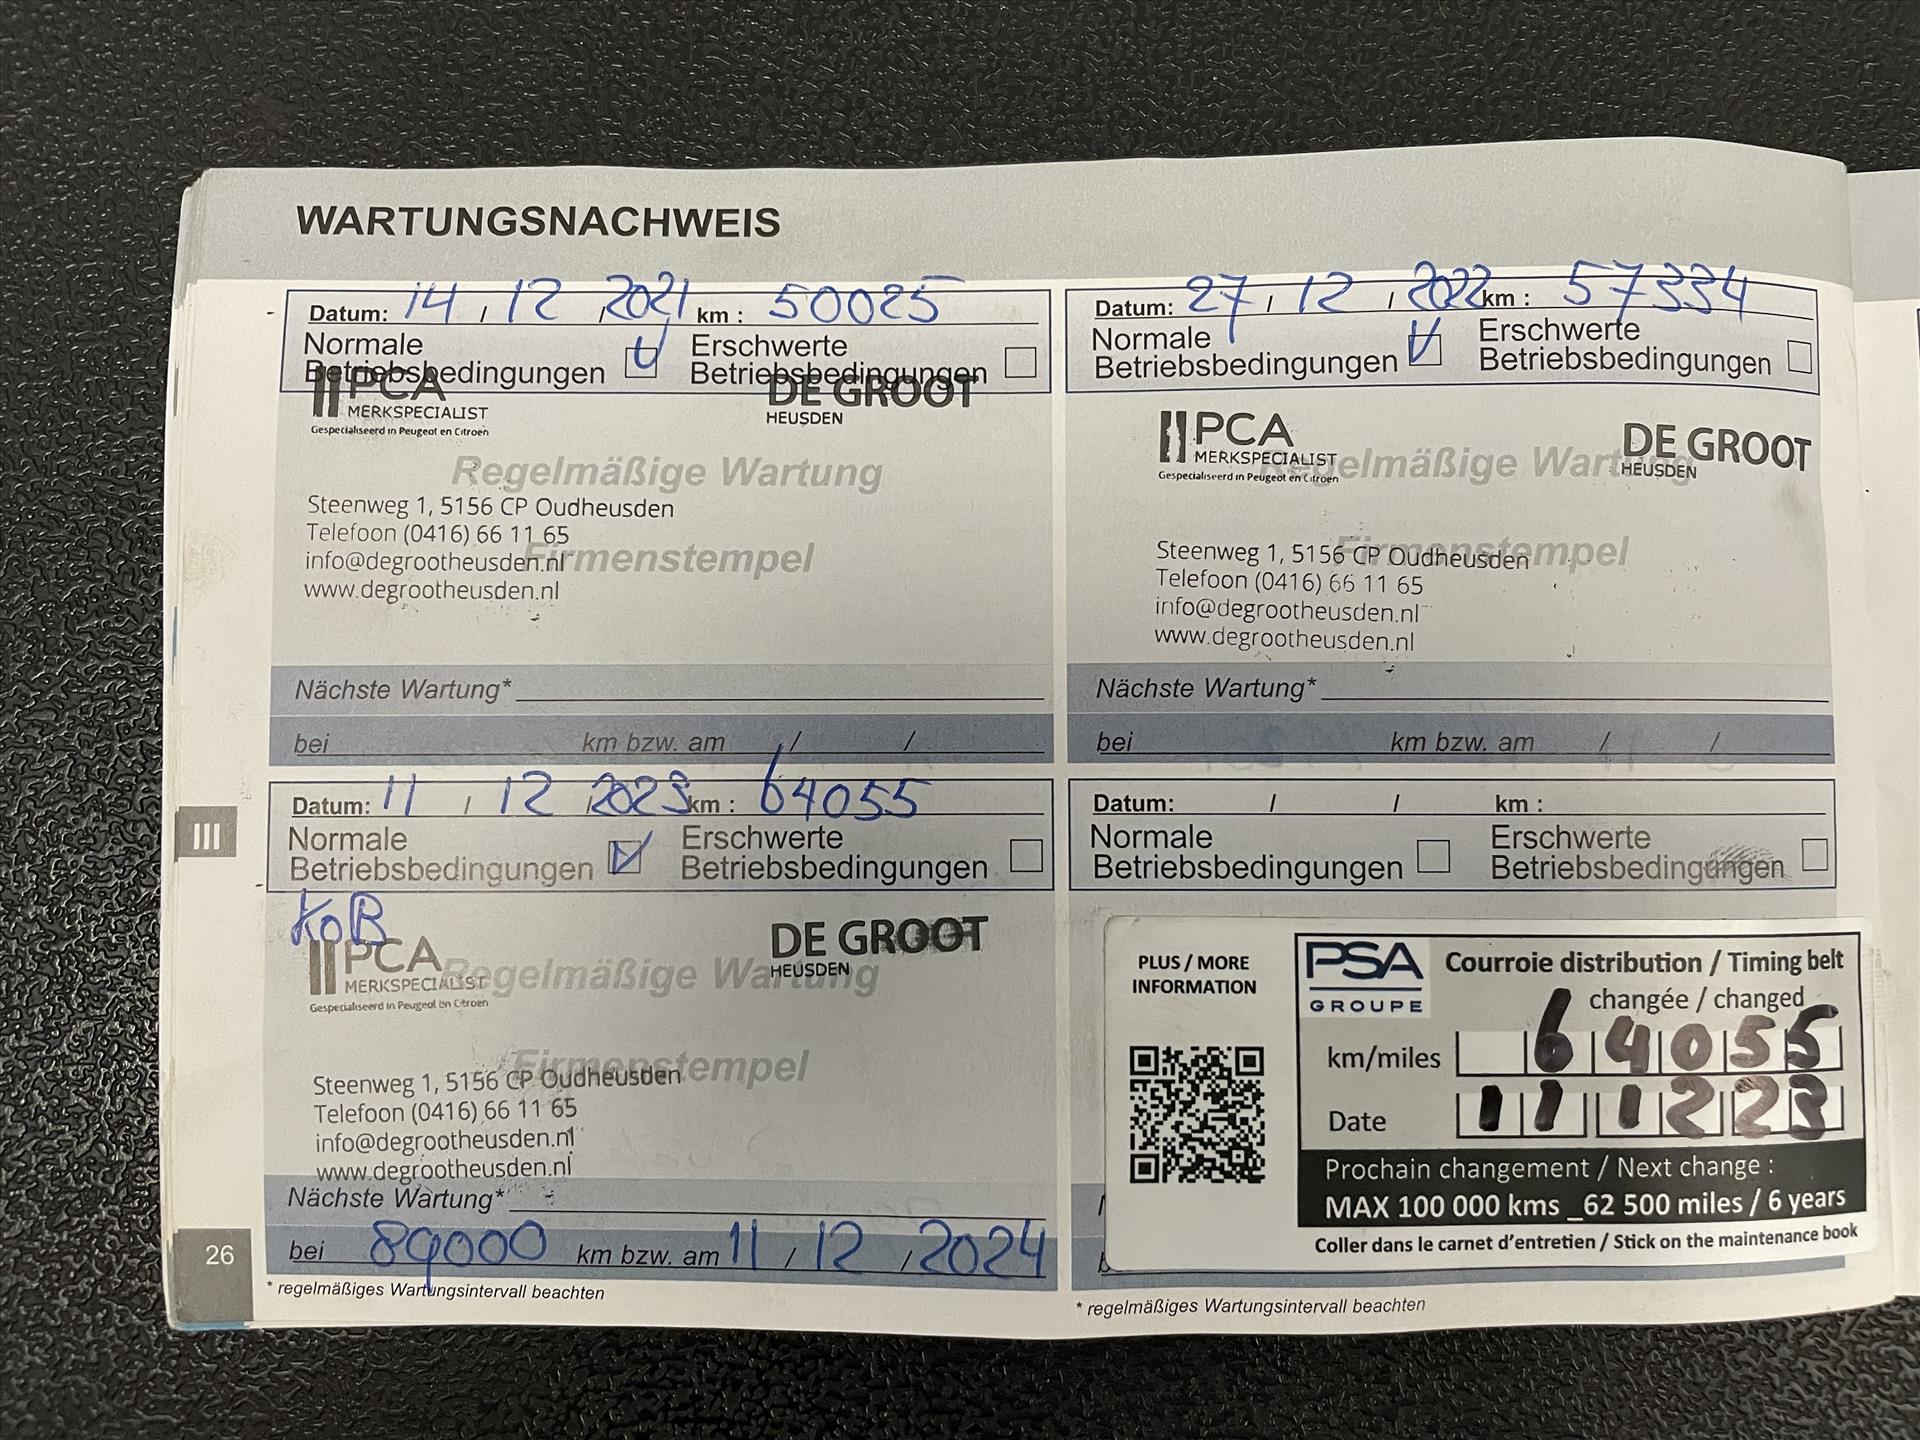 WARTUNGSNACHWEIS
Datum: 14 / 12 / 2021 km : 50025
Normale Betriebsbedingungen Erschwerte Betriebsbedingungen
PCA DE GROOT
MERKSPECIALIST HEUSDEN
Gespecialiseerd in Peugeot en Citroën
Regelmäßige Wartung
Steenweg 1, 5156 CP Oudheusden
Telefoon (0416) 66 11 65
Firmenstempel
info@degrootheusden.nl
www.degrootheusden.nl
Nächste Wartung*
bei km bzw. am / /
Datum: 27 / 12 / 2022 km : 57334
Normale Betriebsbedingungen Erschwerte Betriebsbedingungen
PCA DE GROOT
MERKSPECIALIST HEUSDEN
Regelmäßige Wartung
Gespecialiseerd in Peugeot en Citroën
Firmenstempel
Steenweg 1, 5156 CP Oudheusden
Telefoon (0416) 66 11 65
info@degrootheusden.nl
www.degrootheusden.nl
Nächste Wartung*
bei km bzw. am / /
III
Datum: 11 / 12 / 2023 km : 64055
Normale Betriebsbedingungen Erschwerte Betriebsbedingungen
KoB
PCA DE GROOT
MERKSPECIALIST HEUSDEN
Regelmäßige Wartung
Gespecialiseerd in Peugeot en Citroën
Firmenstempel
Steenweg 1, 5156 CP Oudheusden
Telefoon (0416) 66 11 65
info@degrootheusden.nl
www.degrootheusden.nl
Nächste Wartung*
bei 89000 km bzw. am 11 / 12 / 2024
* regelmäßiges Wartungsintervall beachten
26
Datum: / / km :
Normale Betriebsbedingungen Erschwerte Betriebsbedingungen
PLUS / MORE
INFORMATION
PSA
GROUPE
Courroie distribution / Timing belt
changée / changed
km/miles 64055
Date 11 12 23
Prochain changement / Next change :
MAX 100 000 kms _62 500 miles / 6 years
Coller dans le carnet d'entretien / Stick on the maintenance book
* regelmäßiges Wartungsintervall beachten